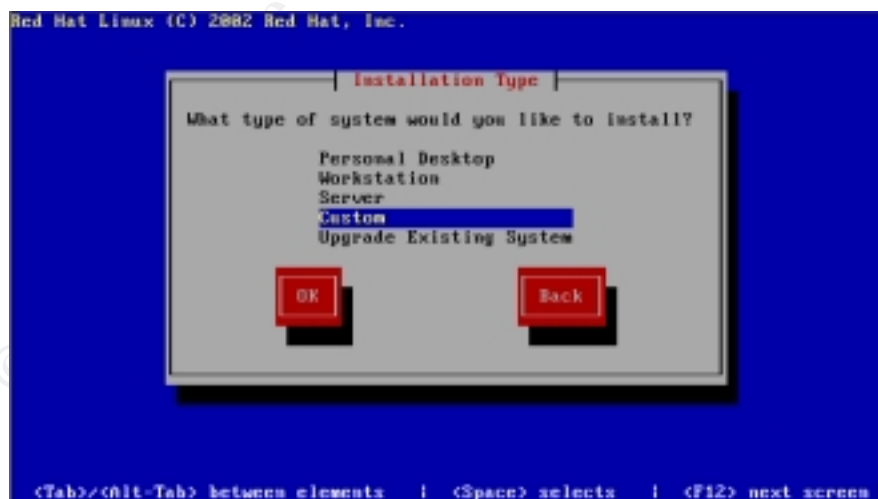 Red Hat Linux (C) 2002 Red Hat, Inc.
Installation Type
What type of system would you like to install?
Personal Desktop
Workstation
Server
Custom
Upgrade Existing System
OK
Back
<Tab>/<Alt-Tab> between elements | <Space> selects | <F12> next screen